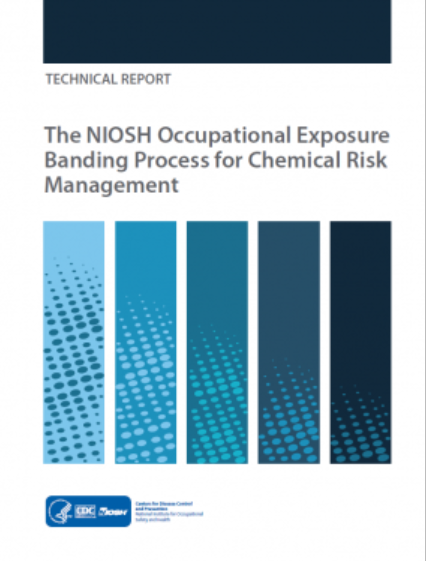 TECHNICAL REPORT
The NIOSH Occupational Exposure
Banding Process for Chemical Risk
Management
CDC NIOSH
Centers for Disease Control
and Prevention
National Institute for Occupational
Safety and Health